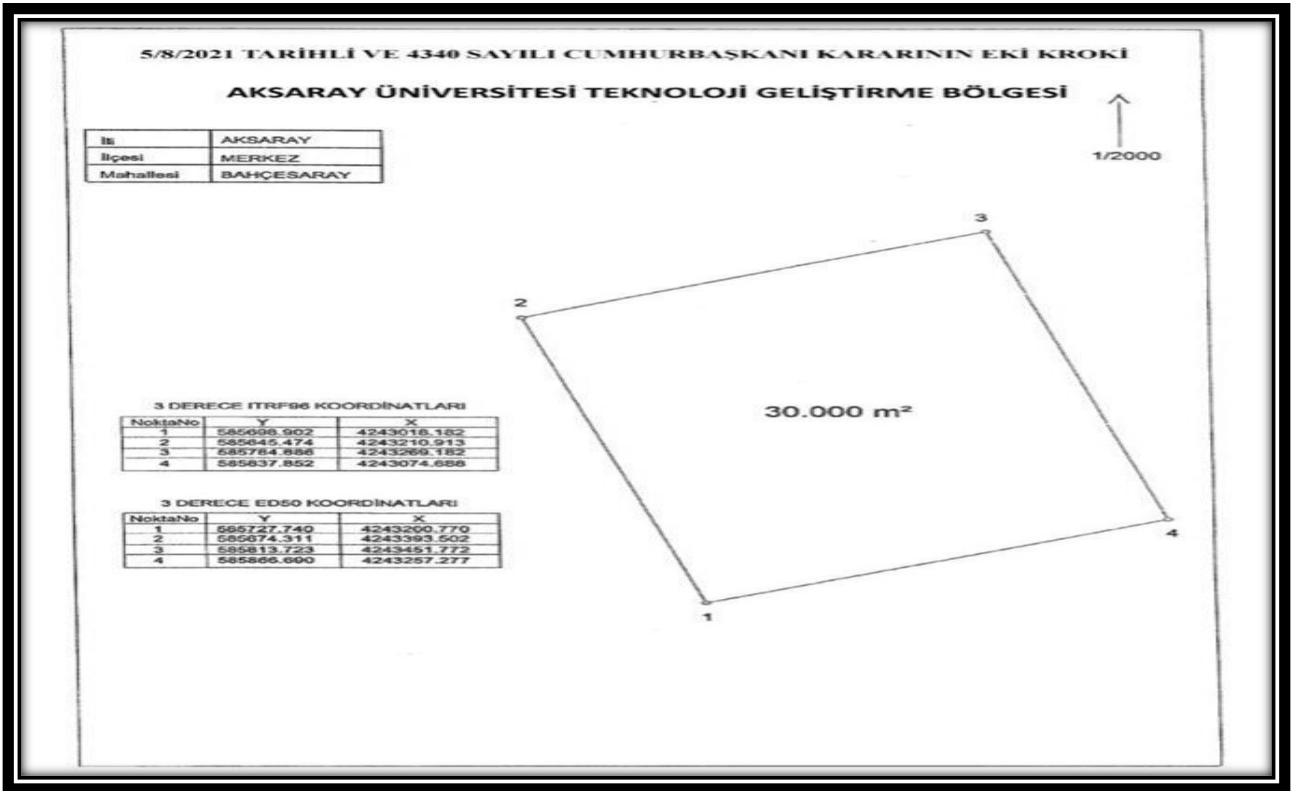 5/8/2021 TARİHLİ VE 4340 SAYILI CUMHURBAŞKANI KARARININ EKİ KROKİ
AKSARAY ÜNİVERSİTESİ TEKNOLOJİ GELİŞTİRME BÖLGESİ
İli AKSARAY
İlçesi MERKEZ
Mahallesi BAHÇESARAY
1/2000
3
2
30.000 m²
4
1
3 DERECE ITRF96 KOORDİNATLARI
NoktaNo Y X
1 585698.902 4243018.182
2 585645.474 4243210.913
3 585784.886 4243269.182
4 585837.852 4243074.688
3 DERECE ED50 KOORDİNATLARI
NoktaNo Y X
1 585727.740 4243200.770
2 585674.311 4243393.502
3 585813.723 4243451.772
4 585866.690 4243257.277